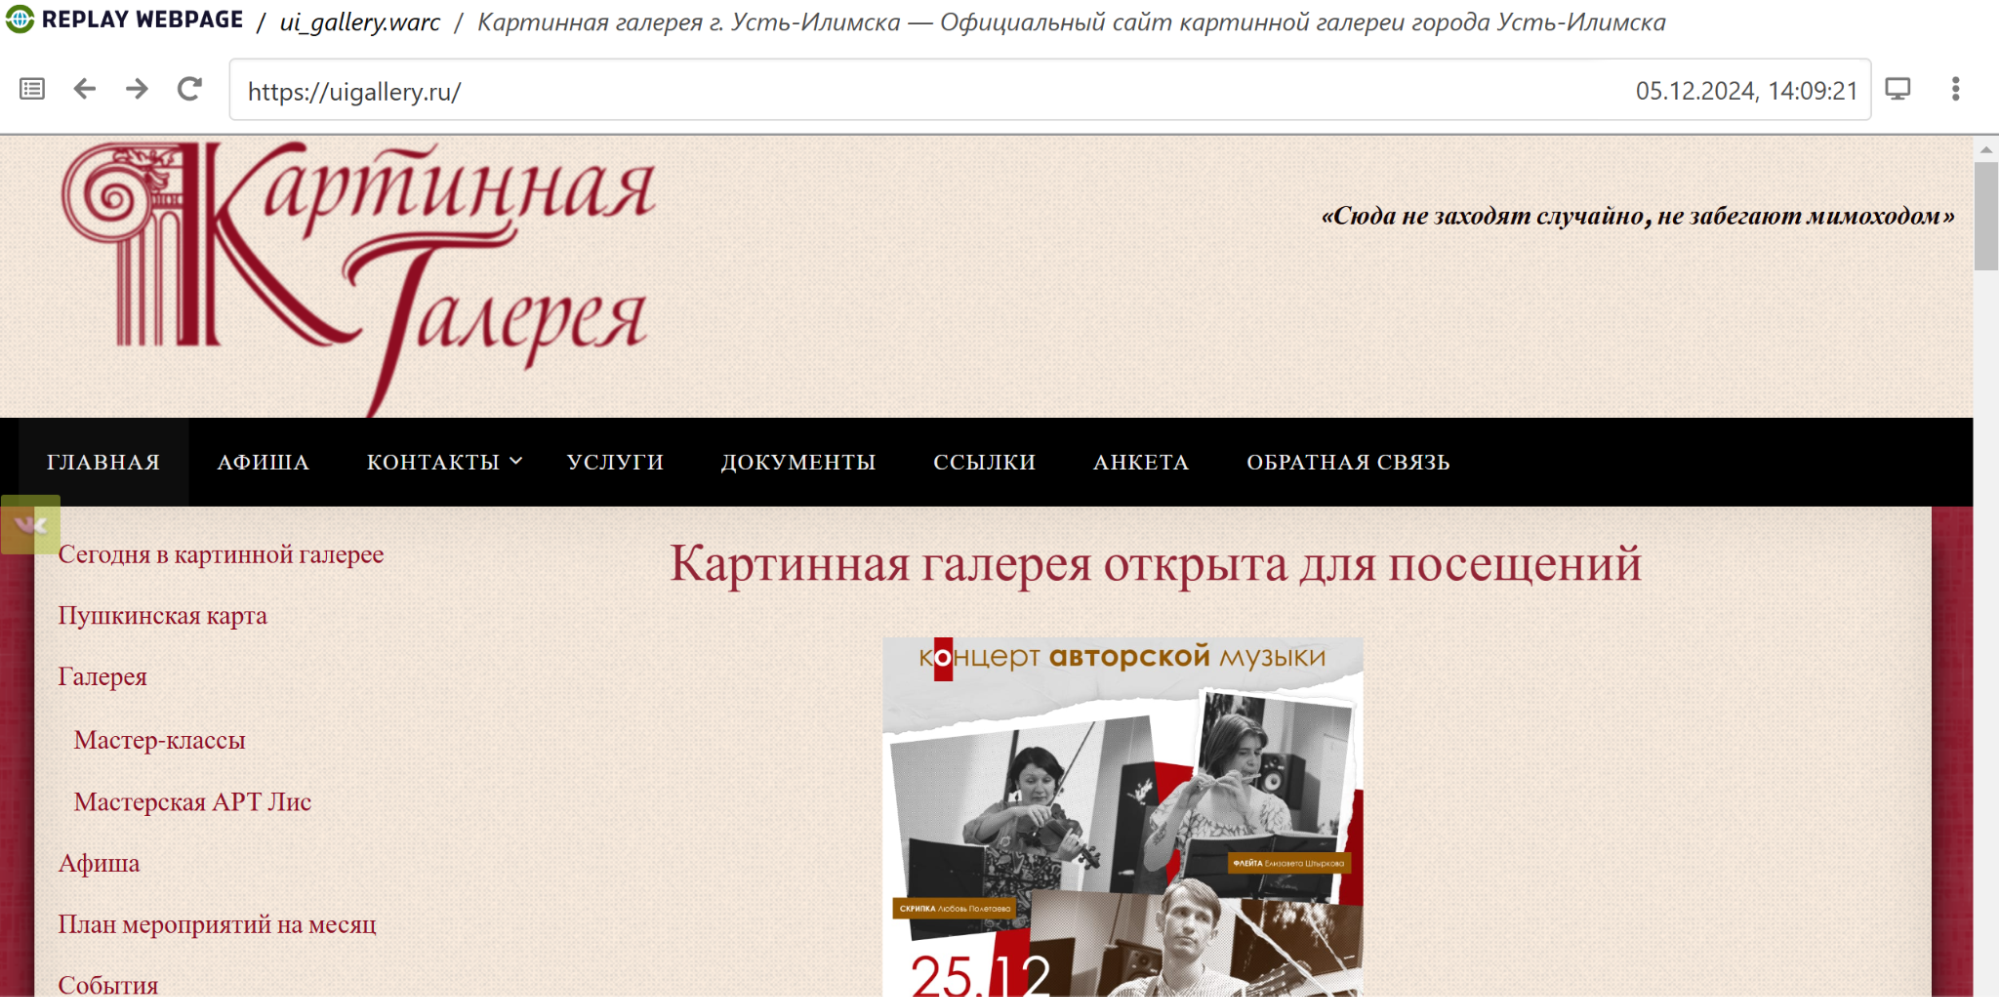 REPLAY WEBPAGE / ui_gallery.warc / Картинная галерея г. Усть-Илимска — Официальный сайт картинной галереи города Усть-Илимска
https://uigallery.ru/ 05.12.2024, 14:09:21
Картинная
Галерея
«Сюда не заходят случайно, не забегают мимоходом»
ГЛАВНАЯ АФИША КОНТАКТЫ УСЛУГИ ДОКУМЕНТЫ ССЫЛКИ АНКЕТА ОБРАТНАЯ СВЯЗЬ
Сегодня в картинной галерее
Пушкинская карта
Галерея
Мастер-классы
Мастерская АРТ Лис
Афиша
План мероприятий на месяц
События
Картинная галерея открыта для посещений
концерт авторской музыки
ФЛЕЙТА Елизавета Штыркова
СКРИПКА Любовь Полетаева
25.12